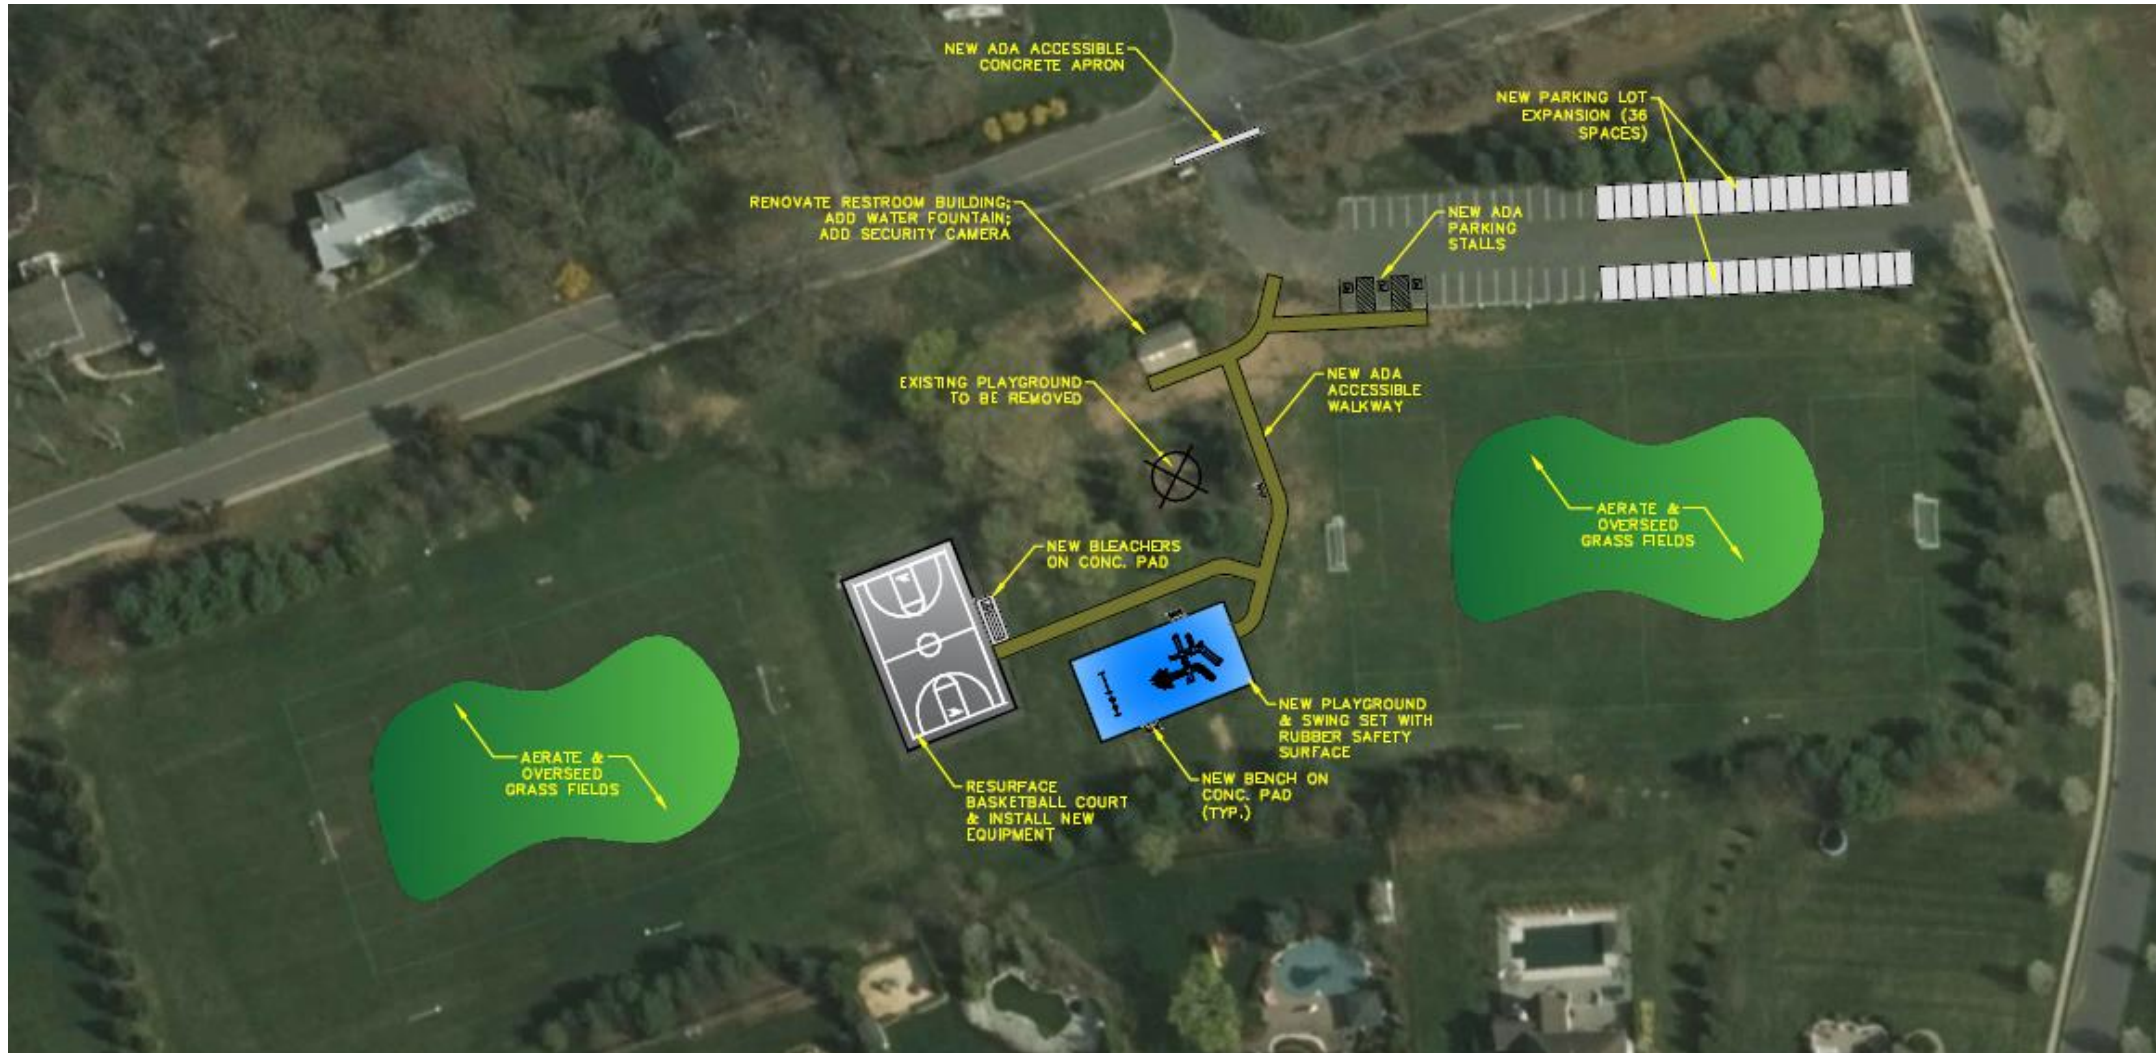 NEW ADA ACCESSIBLE
CONCRETE APRON
NEW PARKING LOT
EXPANSION (36
SPACES)
RENOVATE RESTROOM BUILDING;
ADD WATER FOUNTAIN;
ADD SECURITY CAMERA
NEW ADA
PARKING
STALLS
EXISTING PLAYGROUND
TO BE REMOVED
NEW ADA
ACCESSIBLE
WALKWAY
AERATE &
OVERSEED
GRASS FIELDS
NEW BLEACHERS
ON CONC. PAD
NEW PLAYGROUND
& SWING SET WITH
RUBBER SAFETY
SURFACE
AERATE &
OVERSEED
GRASS FIELDS
RESURFACE
BASKETBALL COURT
& INSTALL NEW
EQUIPMENT
NEW BENCH ON
CONC. PAD
(TYP.)